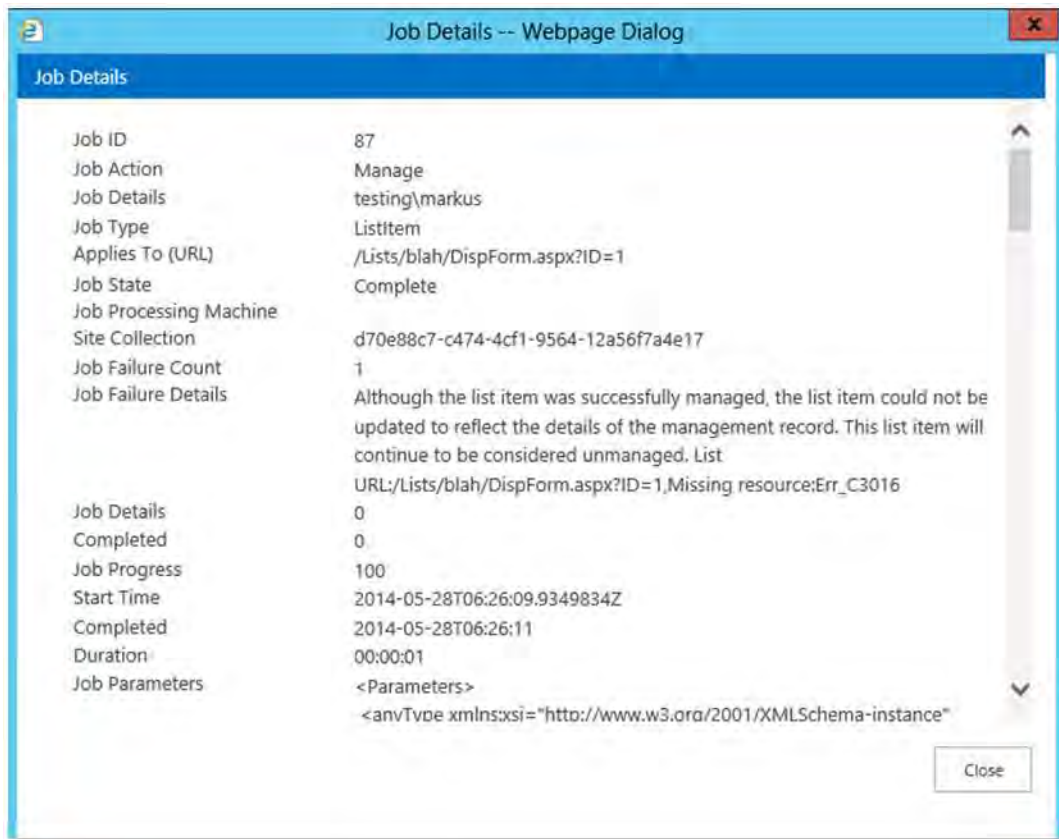 Job Details -- Webpage Dialog
x
Job Details
Job ID 87
Job Action Manage
Job Details testing\markus
Job Type ListItem
Applies To (URL) /Lists/blah/DispForm.aspx?ID=1
Job State Complete
Job Processing Machine
Site Collection d70e88c7-c474-4cf1-9564-12a56f7a4e17
Job Failure Count 1
Job Failure Details Although the list item was successfully managed, the list item could not be
updated to reflect the details of the management record. This list item will
continue to be considered unmanaged. List
URL:/Lists/blah/DispForm.aspx?ID=1,Missing resource:Err_C3016
Job Details 0
Completed 0
Job Progress 100
Start Time 2014-05-28T06:26:09.9349834Z
Completed 2014-05-28T06:26:11
Duration 00:00:01
Job Parameters <Parameters>
<anyType xmlns:xsi="http://www.w3.org/2001/XMLSchema-instance"
Close